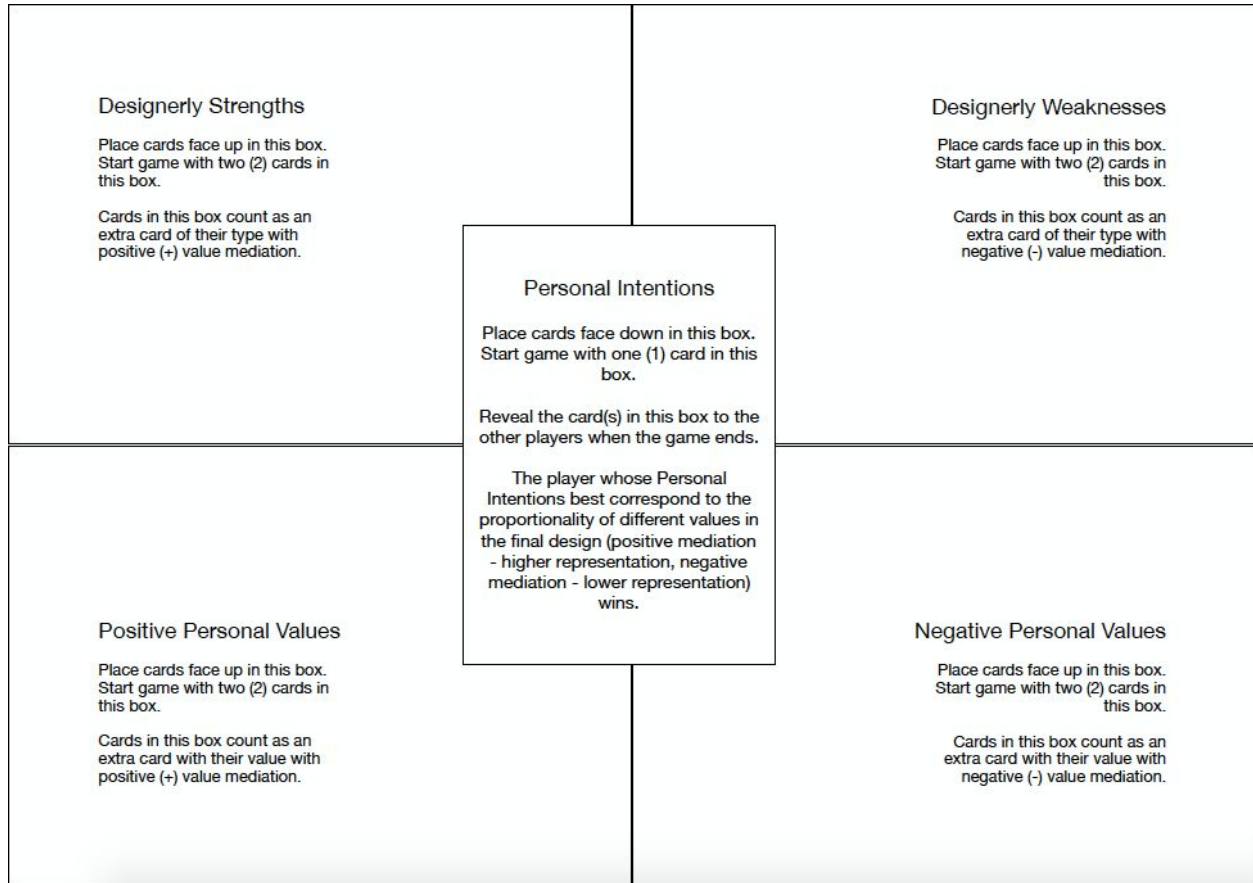 Designerly Strengths
Place cards face up in this box.
Start game with two (2) cards in
this box.
Cards in this box count as an
extra card of their type with
positive (+) value mediation.
Designerly Weaknesses
Place cards face up in this box.
Start game with two (2) cards in
this box.
Cards in this box count as an
extra card of their type with
negative (-) value mediation.
Personal Intentions
Place cards face down in this box.
Start game with one (1) card in this
box.
Reveal the card(s) in this box to the
other players when the game ends.
The player whose Personal
Intentions best correspond to the
proportionality of different values in
the final design (positive mediation
- higher representation, negative
mediation - lower representation)
wins.
Positive Personal Values
Place cards face up in this box.
Start game with two (2) cards in
this box.
Cards in this box count as an
extra card with their value with
positive (+) value mediation.
Negative Personal Values
Place cards face up in this box.
Start game with two (2) cards in
this box.
Cards in this box count as an
extra card with their value with
negative (-) value mediation.